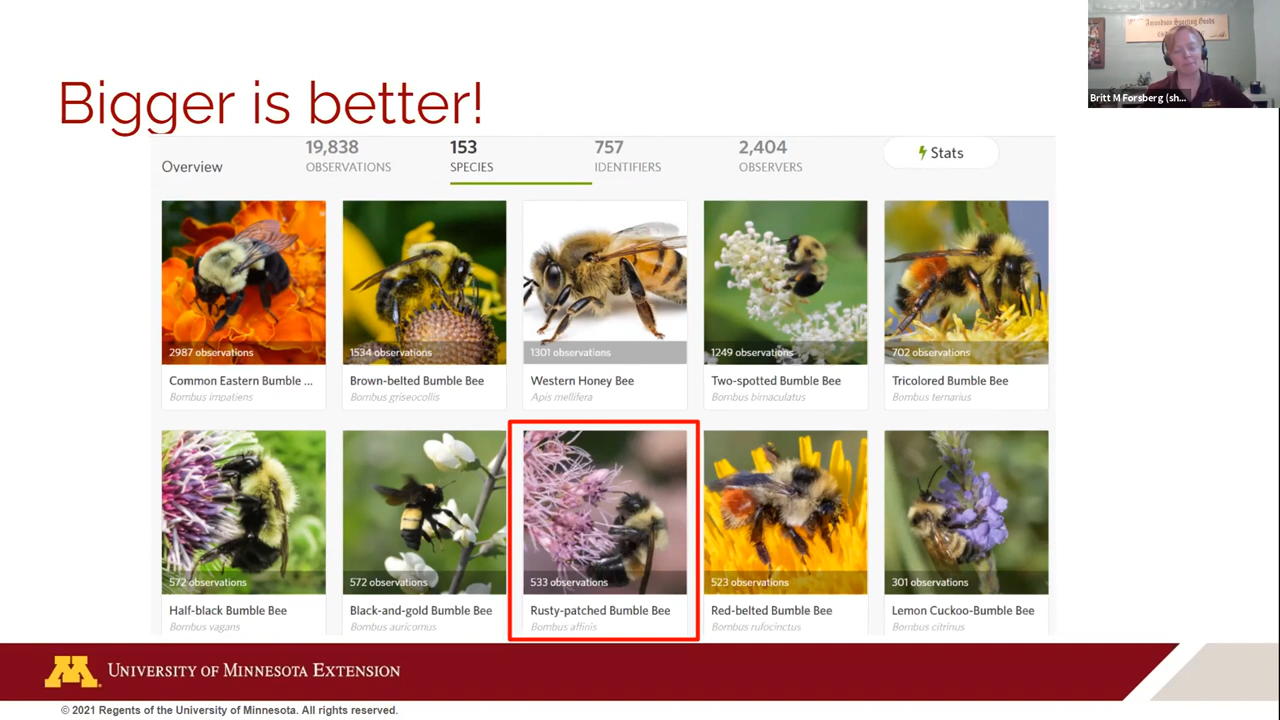 Bigger is better!
Amondson Sporting Goods
Britt M Forsberg (sh...
Overview
19,838
OBSERVATIONS
153
SPECIES
757
IDENTIFIERS
2,404
OBSERVERS
Stats
2987 observations
1534 observations
1301 observations
1249 observations
702 observations
Common Eastern Bumble ...
Brown-belted Bumble Bee
Western Honey Bee
Two-spotted Bumble Bee
Tricolored Bumble Bee
Bombus impatiens
Bombus griseocollis
Apis mellifera
Bombus bimaculatus
Bombus ternarius
572 observations
572 observations
533 observations
523 observations
301 observations
Half-black Bumble Bee
Black-and-gold Bumble Bee
Rusty-patched Bumble Bee
Red-belted Bumble Bee
Lemon Cuckoo-Bumble Bee
Bombus vagans
Bombus auricomus
Bombus affinis
Bombus rufocinctus
Bombus citrinus
M
UNIVERSITY OF MINNESOTA EXTENSION
© 2021 Regents of the University of Minnesota. All rights reserved.